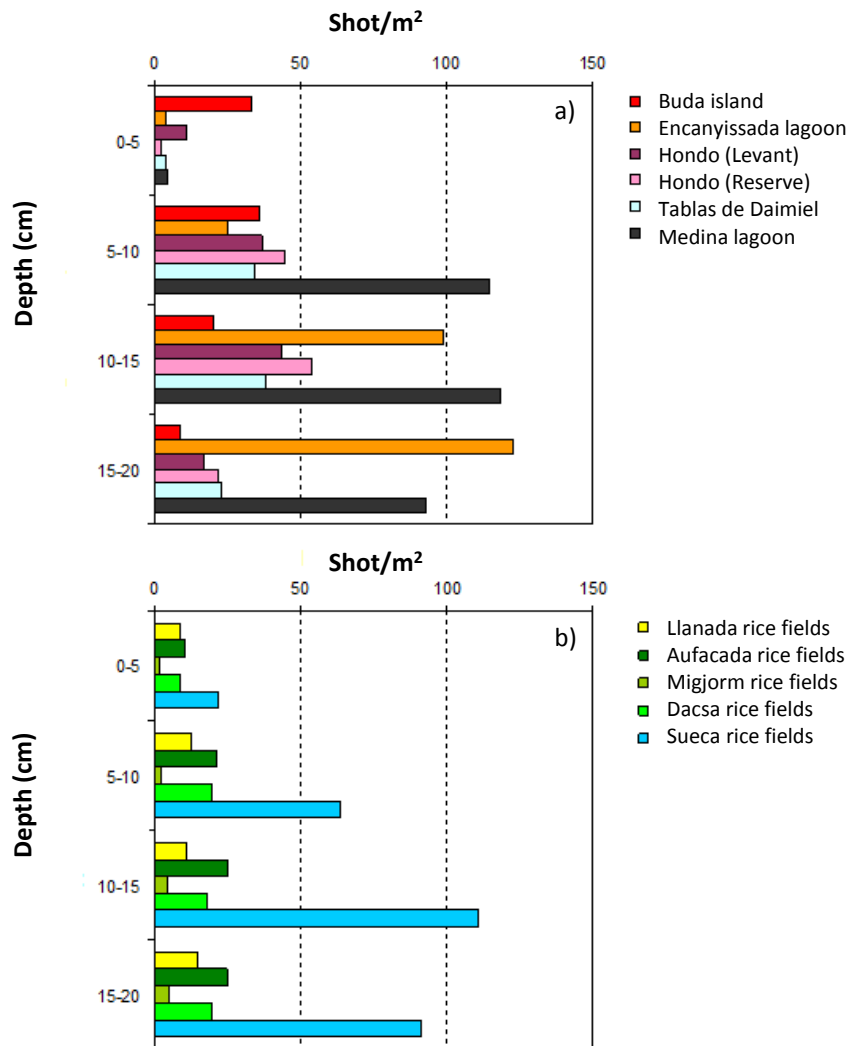 Shot/m²
0 50 100 150
a)
Buda island
Encanyissada lagoon
Hondo (Levant)
Hondo (Reserve)
Tablas de Daimiel
Medina lagoon
Depth (cm)
0-5
5-10
10-15
15-20
Shot/m²
0 50 100 150
b)
Llanada rice fields
Aufacada rice fields
Migjorm rice fields
Dacsa rice fields
Sueca rice fields
Depth (cm)
0-5
5-10
10-15
15-20